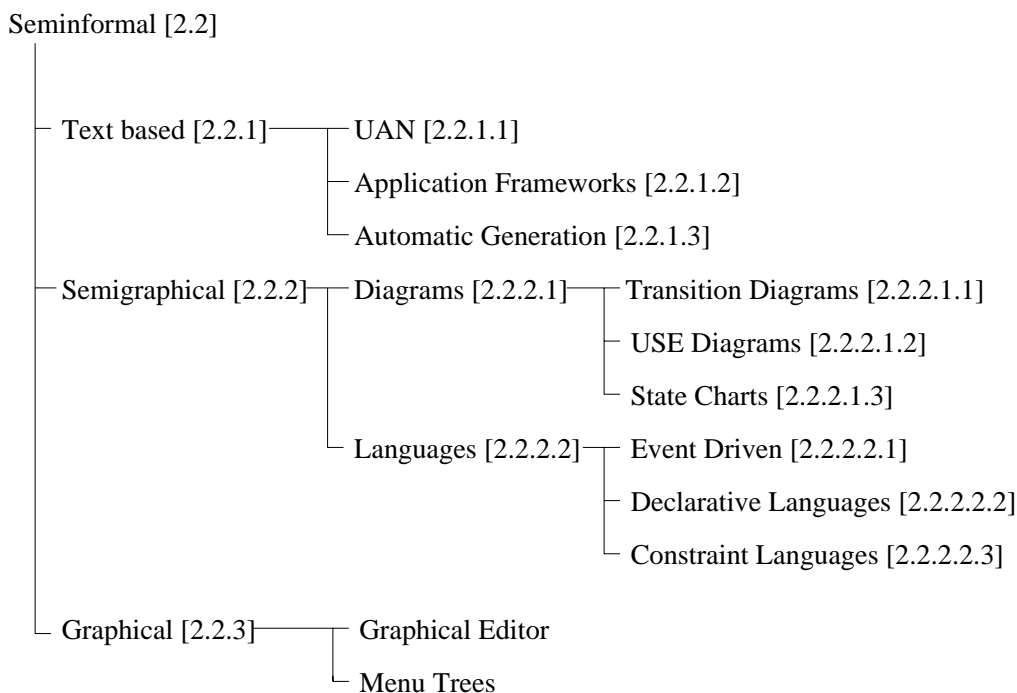 Seminformal [2.2]
Text based [2.2.1] UAN [2.2.1.1]
Application Frameworks [2.2.1.2]
Automatic Generation [2.2.1.3]
Semigraphical [2.2.2] Diagrams [2.2.2.1] Transition Diagrams [2.2.2.1.1]
USE Diagrams [2.2.2.1.2]
State Charts [2.2.2.1.3]
Languages [2.2.2.2] Event Driven [2.2.2.2.1]
Declarative Languages [2.2.2.2.2]
Constraint Languages [2.2.2.2.3]
Graphical [2.2.3] Graphical Editor
Menu Trees